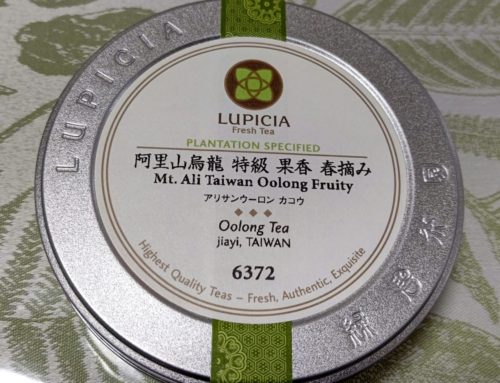 LUPICIA
LUPICIA
Fresh Tea
PLANTATION SPECIFIED
阿里山烏龍 特級 果香 春摘み
Mt. Ali Taiwan Oolong Fruity
アリサンウーロン カコウ
Oolong Tea
jiayi, TAIWAN
6372
Highest Quality Teas – Fresh, Authentic, Exquisite